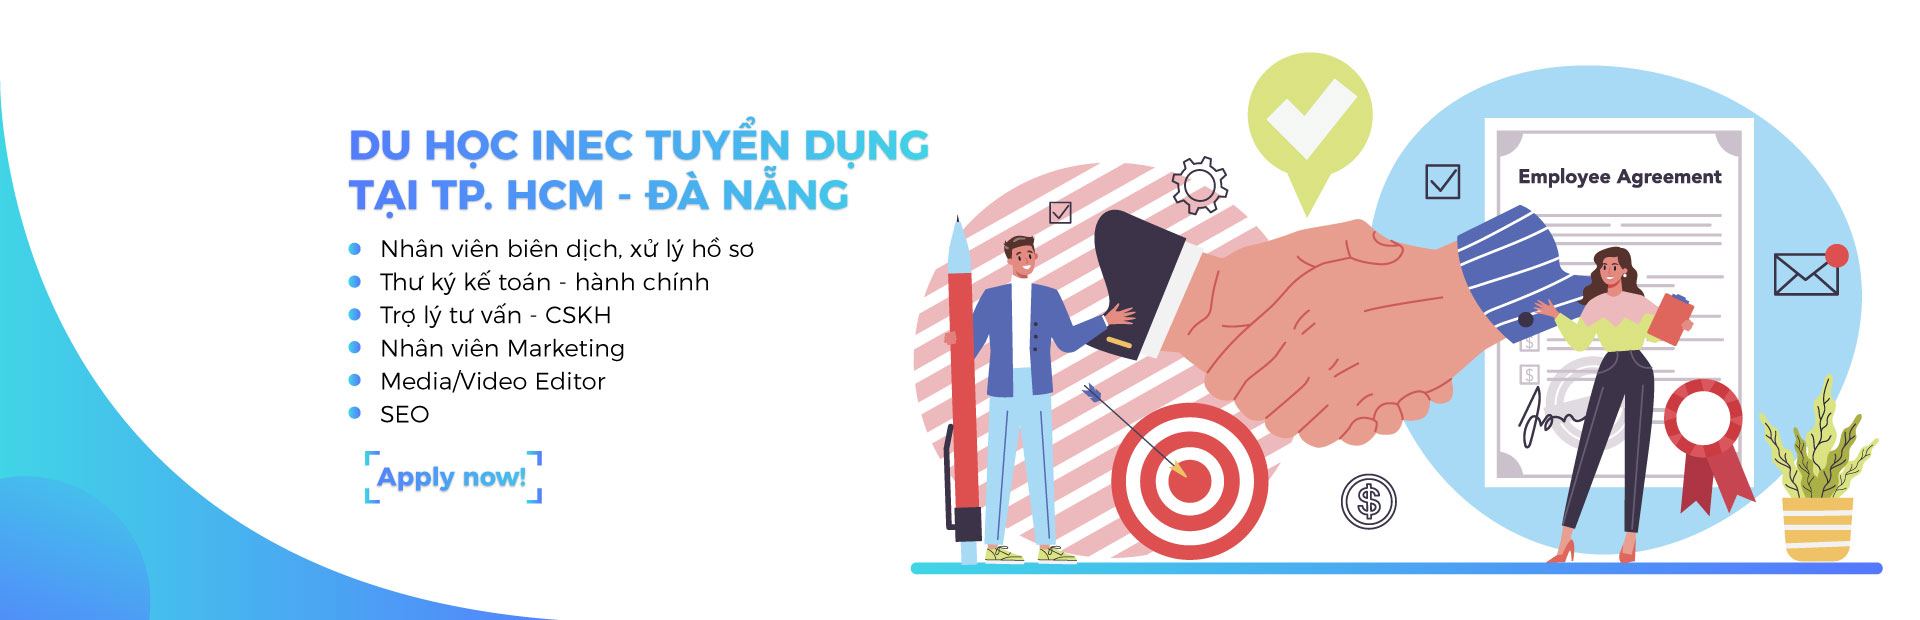 DU HỌC INEC TUYỂN DỤNG
TẠI TP. HCM - ĐÀ NẴNG
Nhân viên biên dịch, xử lý hồ sơ
Thư ký kế toán - hành chính
Trợ lý tư vấn - CSKH
Nhân viên Marketing
Media/Video Editor
SEO
Apply now!
Employee Agreement
$
$
$